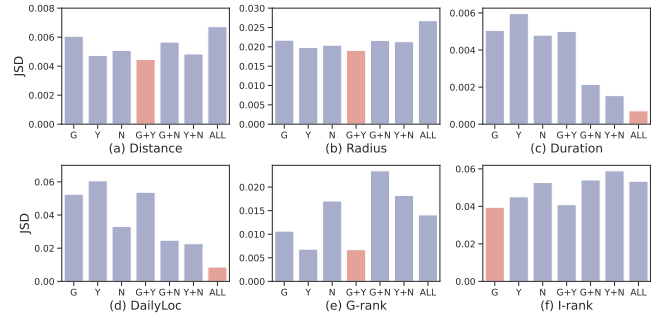 JSD
0.008
0.006
0.004
0.002
0.000
G Y N G+Y G+N Y+N ALL
(a) Distance
0.030
0.025
0.020
0.015
0.010
0.005
0.000
G Y N G+Y G+N Y+N ALL
(b) Radius
0.006
0.004
0.002
0.000
G Y N G+Y G+N Y+N ALL
(c) Duration
JSD
0.06
0.04
0.02
0.00
G Y N G+Y G+N Y+N ALL
(d) DailyLoc
0.020
0.015
0.010
0.005
0.000
G Y N G+Y G+N Y+N ALL
(e) G-rank
0.06
0.04
0.02
0.00
G Y N G+Y G+N Y+N ALL
(f) I-rank